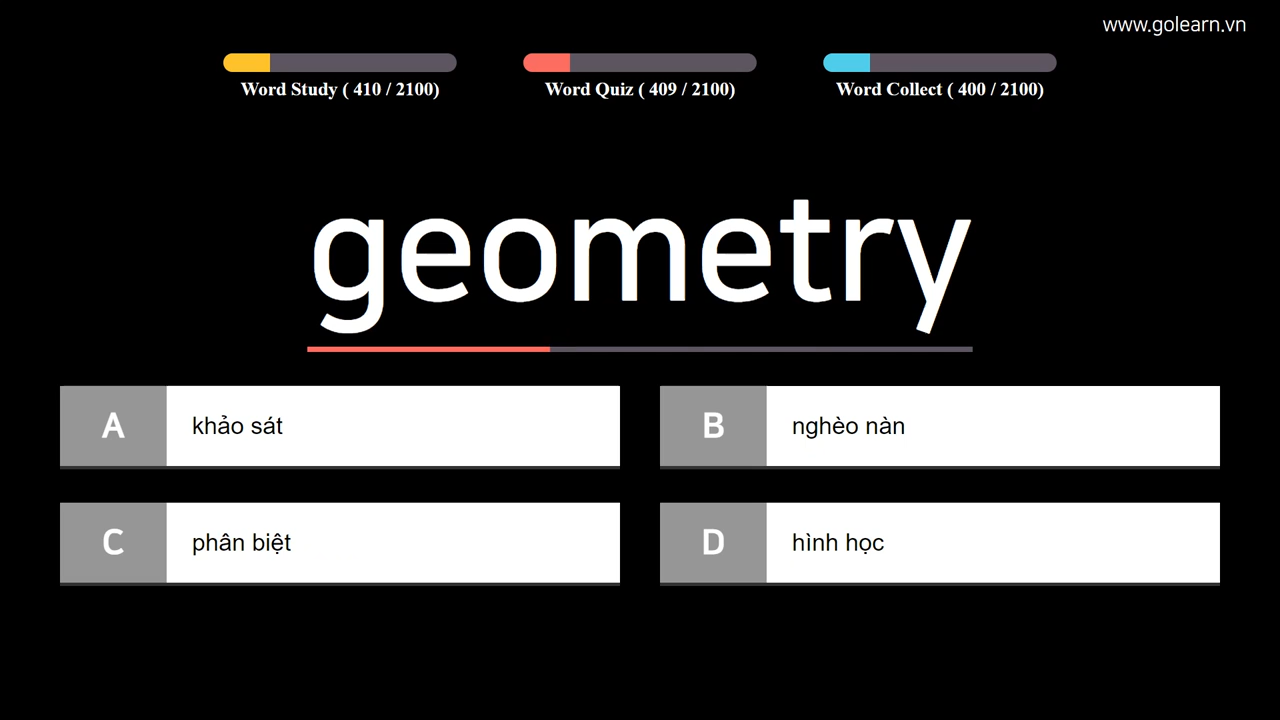 www.golearn.vn
Word Study ( 410 / 2100)
Word Quiz ( 409 / 2100)
Word Collect ( 400 / 2100)
geometry
A
khảo sát
B
nghèo nàn
C
phân biệt
D
hình học